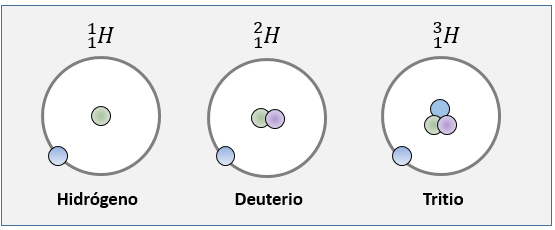 ¹₁H ²₁H ³₁H
Hidrógeno Deuterio Tritio